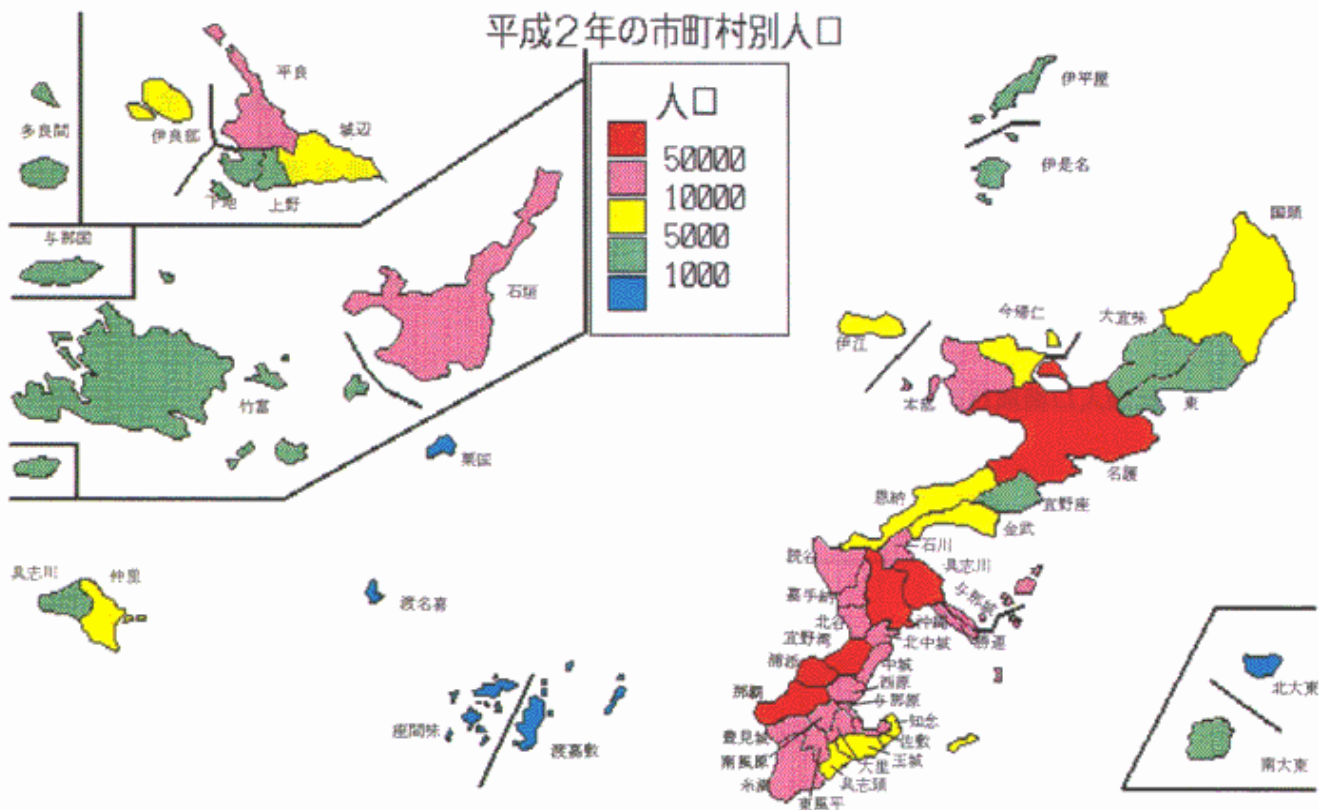 平成2年の市町村別人口
人口
50000
10000
5000
1000
平良
多良間
伊良部
城辺
下地
上野
与那国
石垣
竹富
粟国
伊平屋
伊是名
国頭
今帰仁
大宜味
伊江
本部
東
名護
恩納
宜野座
金武
石川
読谷
具志川
嘉手納
与那城
北谷
沖縄
勝連
宜野湾
北中城
浦添
中城
西原
那覇
与那原
知念
豊見城
佐敷
南風原
玉城
大里
糸満
具志頭
東風平
具志川
仲里
渡名喜
座間味
渡嘉敷
北大東
南大東